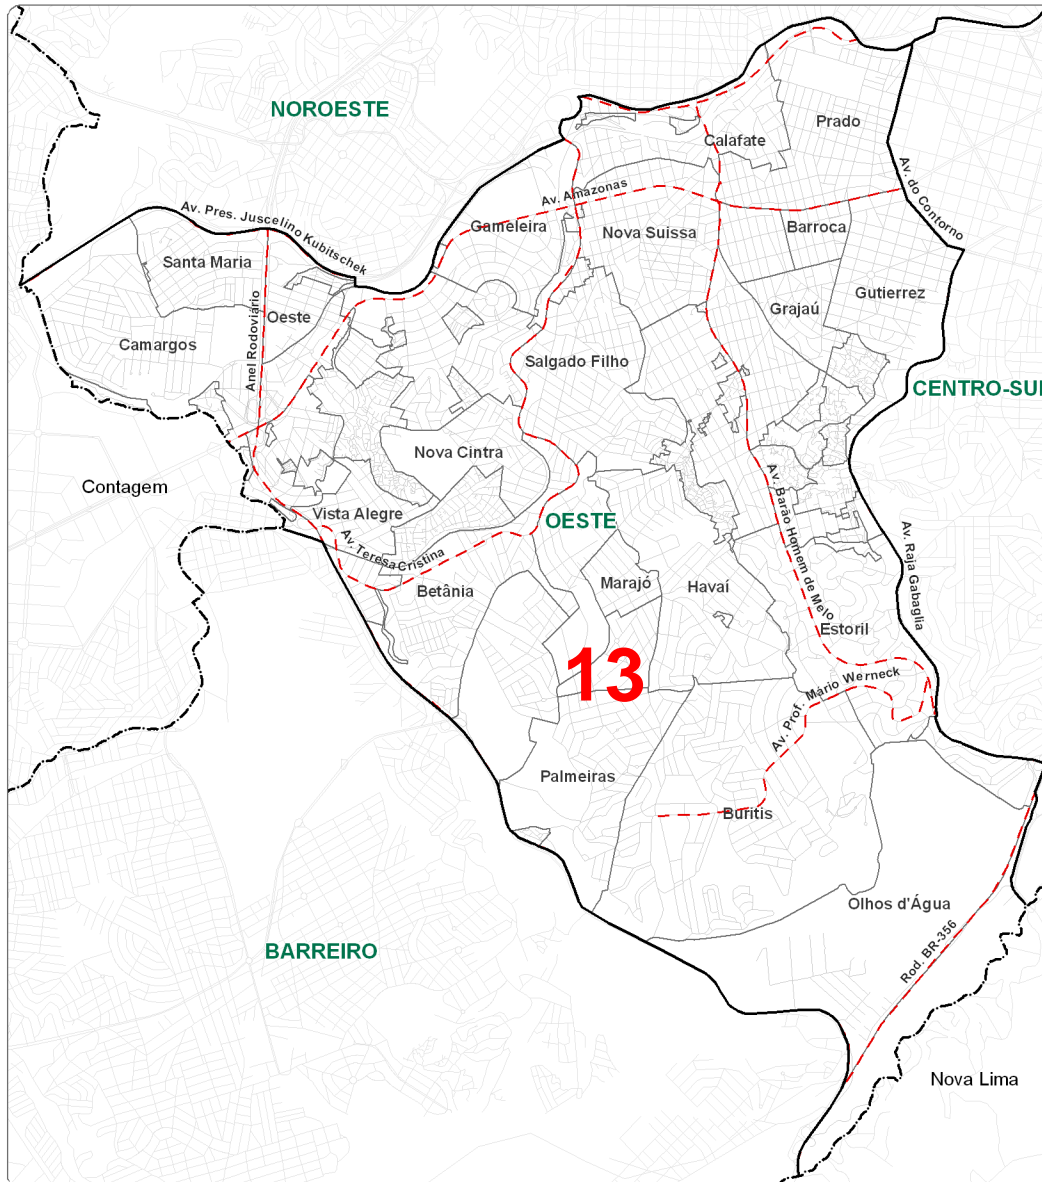 NOROESTE
Prado
Calafate
Av. do Contorno
Av. Amazonas
Av. Pres. Juscelino Kubitschek
Gameleira
Nova Suissa
Barroca
Santa Maria
Gutierrez
Grajaú
Oeste
Anel Rodoviário
Camargos
Salgado Filho
CENTRO-SUL
Nova Cintra
Contagem
Vista Alegre
OESTE
Av. Barão Homem de Melo
Av. Raja Gabaglia
Av. Teresa Cristina
Betânia
Marajó
Havaí
Estoril
13
Av. Prof. Mário Werneck
Palmeiras
Buritis
Olhos d'Água
BARREIRO
Rod. BR-356
Nova Lima